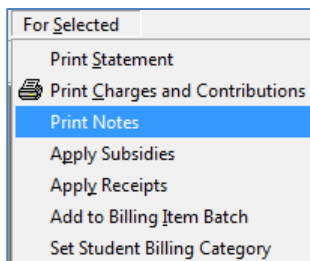 For Selected
Print Statement
Print Charges and Contributions
Print Notes
Apply Subsidies
Apply Receipts
Add to Billing Item Batch
Set Student Billing Category